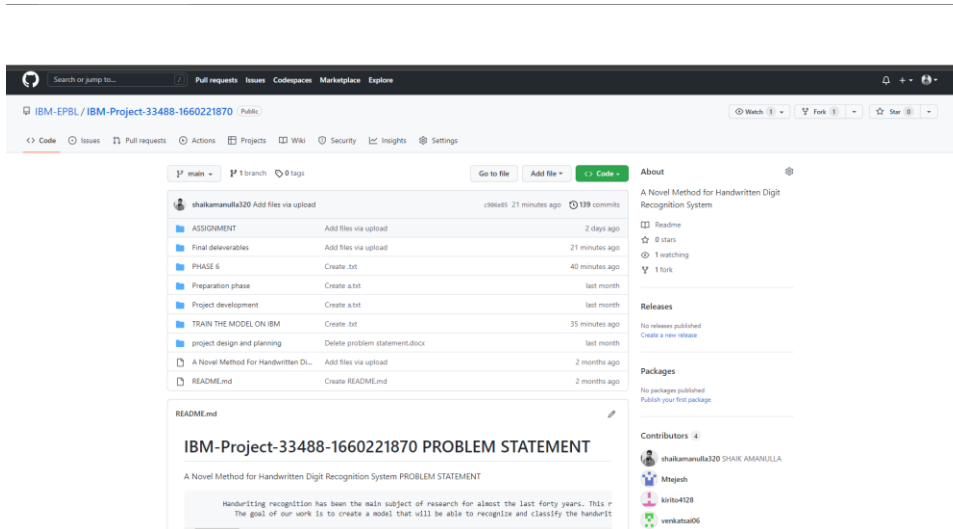 Search or jump to... / Pull requests Issues Codespaces Marketplace Explore
IBM-EPBL / IBM-Project-33488-1660221870 Public Watch 1 Fork 1 Star 0
Code Issues Pull requests Actions Projects Wiki Security Insights Settings
main 1 branch 0 tags Go to file Add file Code
shaikamanulla320 Add files via upload c906e85 21 minutes ago 139 commits
ASSIGNMENT Add files via upload 2 days ago
Final deleverables Add files via upload 21 minutes ago
PHASE 6 Create .txt 40 minutes ago
Preparation phase Create a.txt last month
Project development Create a.txt last month
TRAIN THE MODEL ON IBM Create .txt 35 minutes ago
project design and planning Delete problem statement.docx last month
A Novel Method For Handwritten Di... Add files via upload 2 months ago
README.md Create README.md 2 months ago
README.md
IBM-Project-33488-1660221870 PROBLEM STATEMENT
A Novel Method for Handwritten Digit Recognition System PROBLEM STATEMENT
Handwriting recognition has been the main subject of research for almost the last forty years. This r
The goal of our work is to create a model that will be able to recognize and classify the handwrit
About
A Novel Method for Handwritten Digit
Recognition System
Readme
0 stars
1 watching
1 fork
Releases
No releases published
Create a new release
Packages
No packages published
Publish your first package
Contributors 4
shaikamanulla320 SHAIK AMANULLA
Mtejesh
kirito4128
venkatsai06